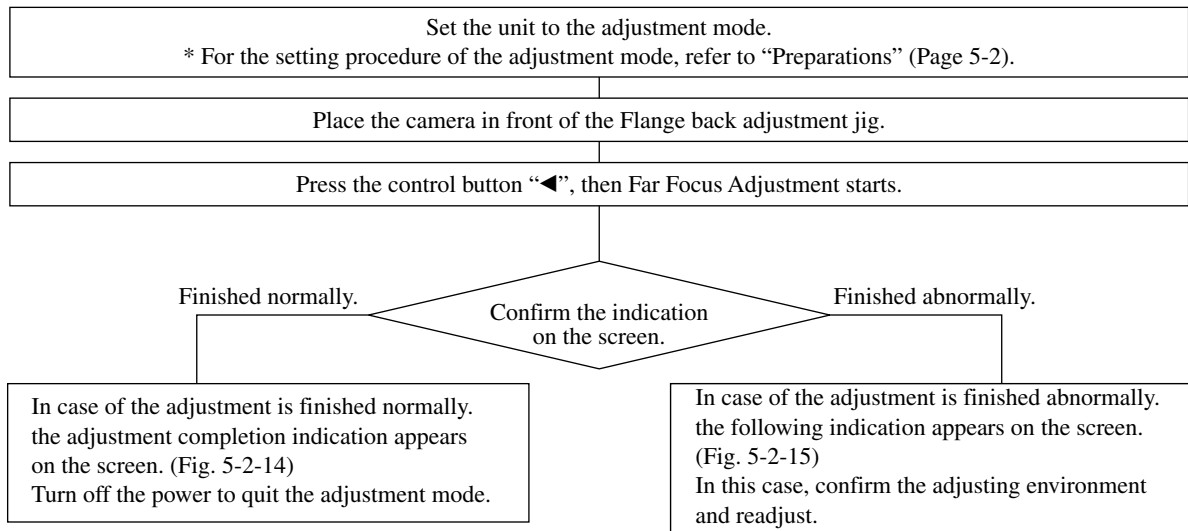 Set the unit to the adjustment mode.
* For the setting procedure of the adjustment mode, refer to “Preparations” (Page 5-2).
Place the camera in front of the Flange back adjustment jig.
Press the control button “◀”, then Far Focus Adjustment starts.
Finished normally.
Finished abnormally.
Confirm the indication
on the screen.
In case of the adjustment is finished normally.
the adjustment completion indication appears
on the screen. (Fig. 5-2-14)
Turn off the power to quit the adjustment mode.
In case of the adjustment is finished abnormally.
the following indication appears on the screen.
(Fig. 5-2-15)
In this case, confirm the adjusting environment
and readjust.